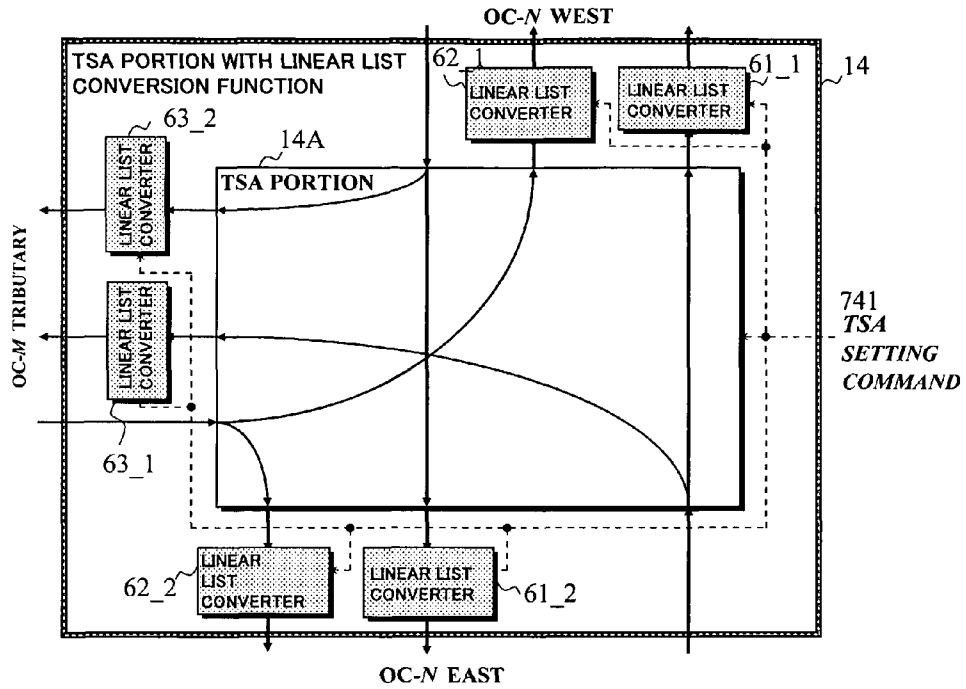 OC-N WEST
TSA PORTION WITH LINEAR LIST
CONVERSION FUNCTION
62_1
LINEAR LIST
CONVERTER
61_1
LINEAR LIST
CONVERTER
14
63_2
LINEAR LIST
CONVERTER
14A
TSA PORTION
OC-M TRIBUTARY
LINEAR LIST
CONVERTER
63_1
741
TSA
SETTING
COMMAND
62_2
LINEAR
LIST
CONVERTER
LINEAR LIST
CONVERTER
61_2
OC-N EAST